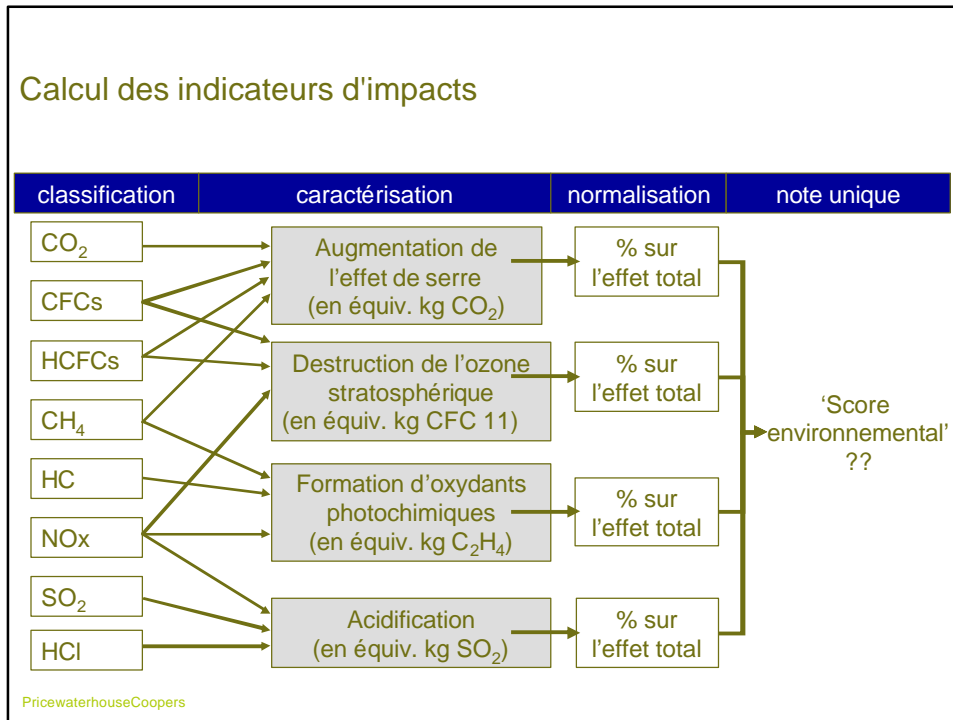 Calcul des indicateurs d'impacts
classification caractérisation normalisation note unique
CO₂
CFCs
HCFCs
CH₄
HC
NOx
SO₂
HCl
Augmentation de
l’effet de serre
(en équiv. kg CO₂)
Destruction de l’ozone
stratosphérique
(en équiv. kg CFC 11)
Formation d’oxydants
photochimiques
(en équiv. kg C₂H₄)
Acidification
(en équiv. kg SO₂)
% sur
l’effet total
% sur
l’effet total
% sur
l’effet total
% sur
l’effet total
‘Score
environnemental’
??
PricewaterhouseCoopers